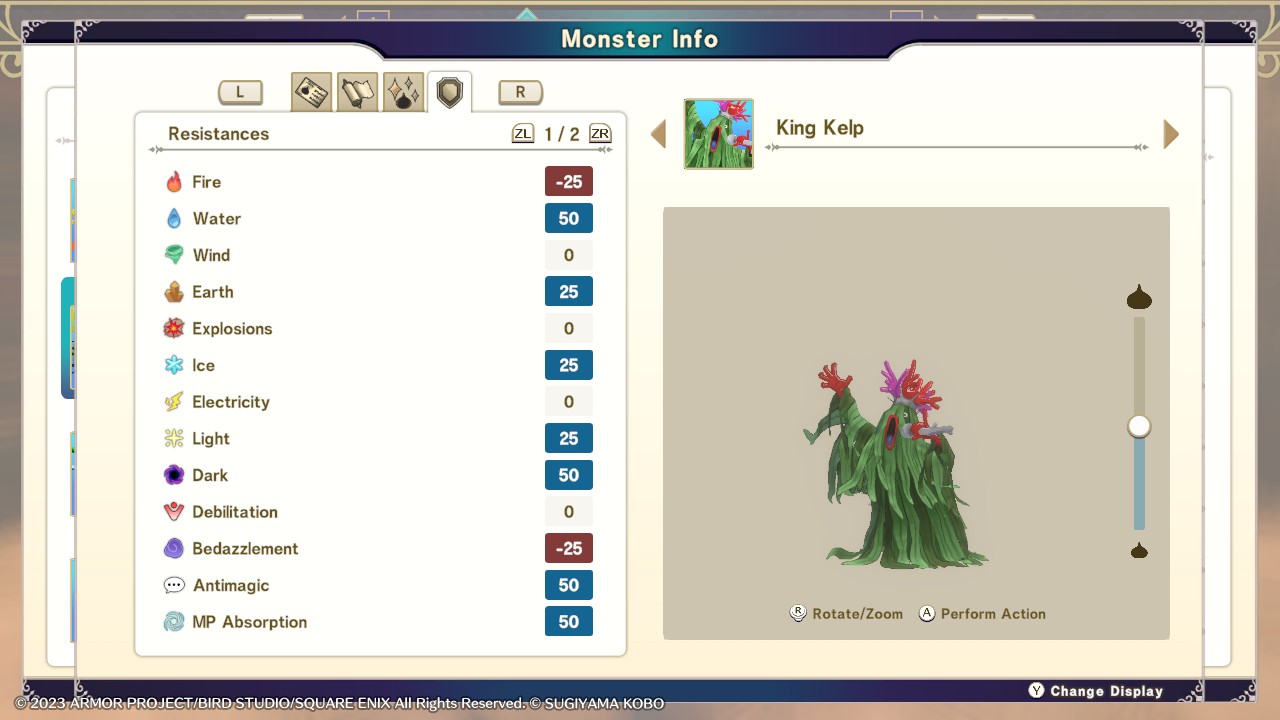 Monster Info
L
R
Resistances
ZL 1 / 2 ZR
Fire -25
Water 50
Wind 0
Earth 25
Explosions 0
Ice 25
Electricity 0
Light 25
Dark 50
Debilitation 0
Bedazzlement -25
Antimagic 50
MP Absorption 50
King Kelp
R Rotate/Zoom A Perform Action
Y Change Display
© 2023 ARMOR PROJECT/BIRD STUDIO/SQUARE ENIX All Rights Reserved. © SUGIYAMA KOBO